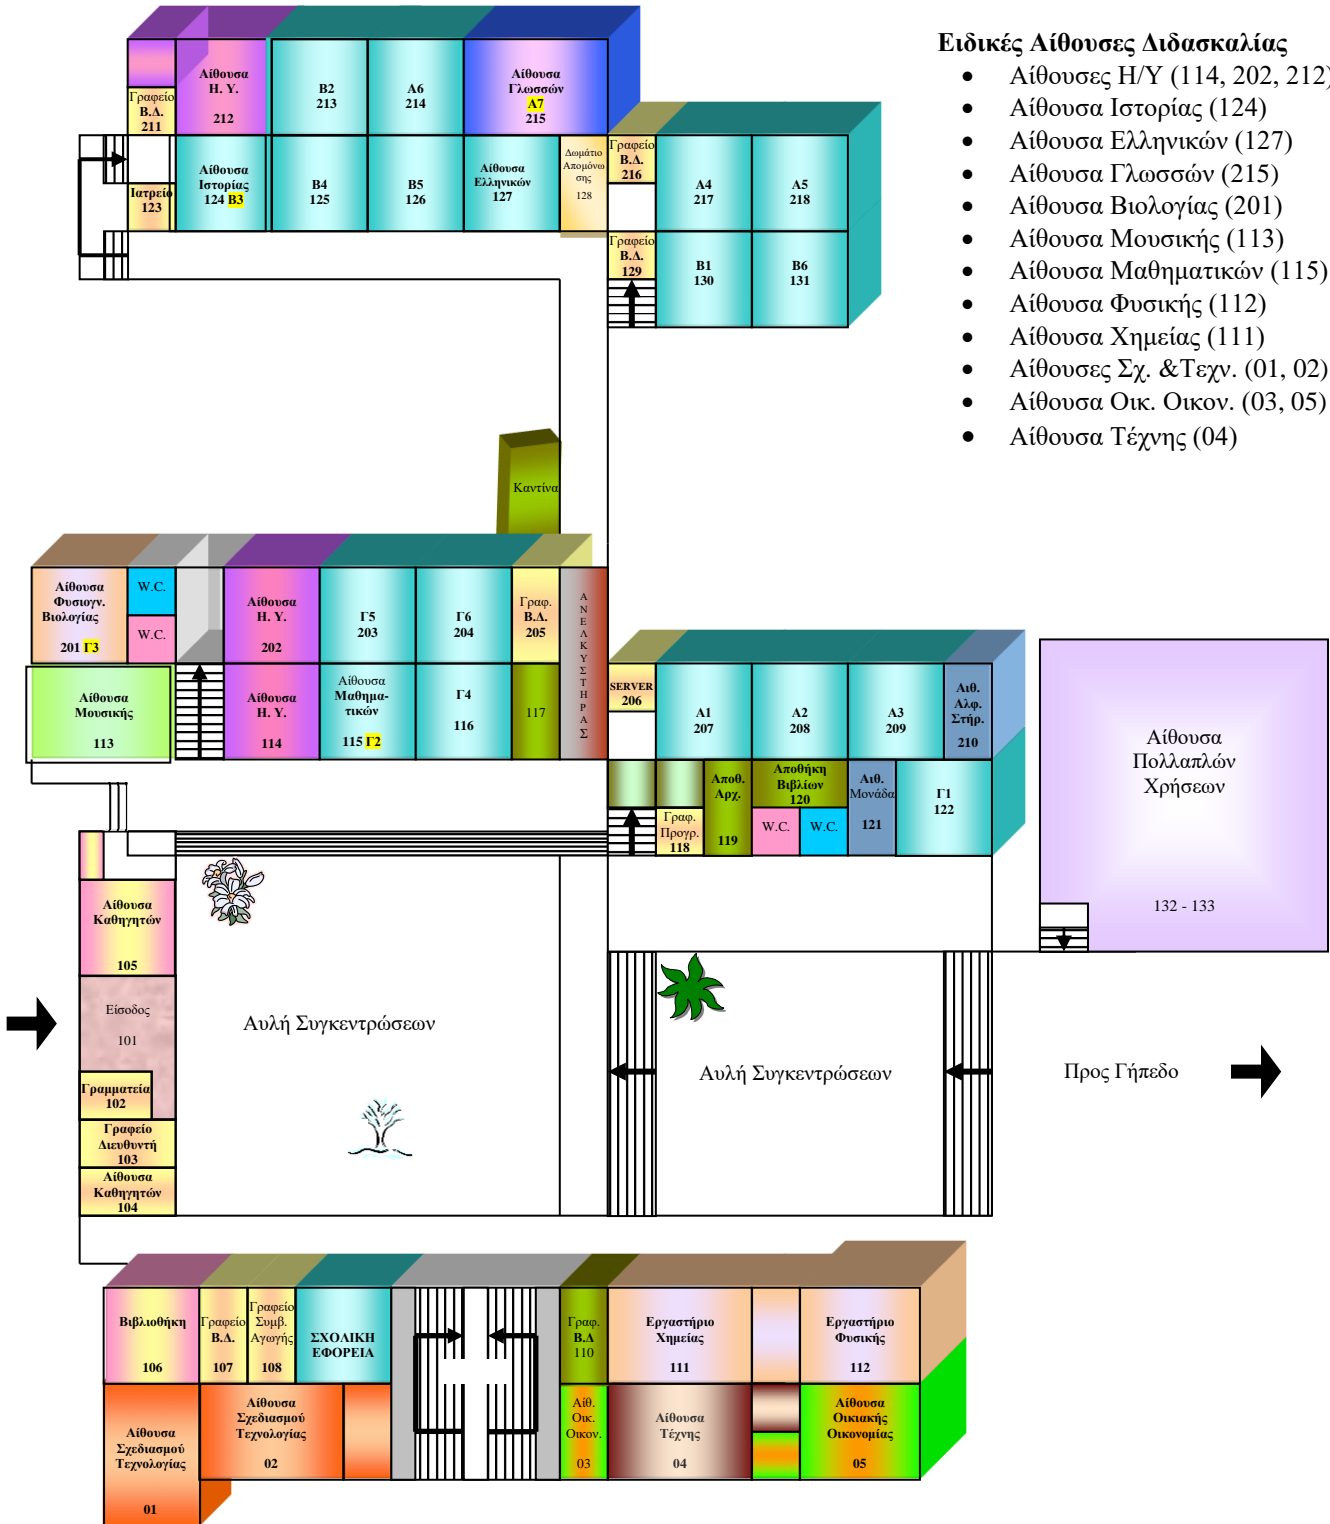 Ειδικές Αίθουσες Διδασκαλίας
• Αίθουσες Η/Υ (114, 202, 212)
• Αίθουσα Ιστορίας (124)
• Αίθουσα Ελληνικών (127)
• Αίθουσα Γλωσσών (215)
• Αίθουσα Βιολογίας (201)
• Αίθουσα Μουσικής (113)
• Αίθουσα Μαθηματικών (115)
• Αίθουσα Φυσικής (112)
• Αίθουσα Χημείας (111)
• Αίθουσες Σχ. &Τεχν. (01, 02)
• Αίθουσα Οικ. Οικον. (03, 05)
• Αίθουσα Τέχνης (04)
Γραφείο
Β.Δ.
211
Αίθουσα
Η. Υ.
212
Β2
213
Α6
214
Αίθουσα
Γλωσσών
Α7
215
Ιατρείο
123
Αίθουσα
Ιστορίας
124 Β3
Β4
125
Β5
126
Αίθουσα
Ελληνικών
127
Δωμάτιο
Απομόνω
σης
128
Γραφείο
Β.Δ.
216
Α4
217
Α5
218
Γραφείο
Β.Δ.
129
Β1
130
Β6
131
Καντίνα
Αίθουσα
Φυσιογν.
Βιολογίας
201 Γ3
W.C.
W.C.
Αίθουσα
Η. Υ.
202
Γ5
203
Γ6
204
Γραφ.
Β.Δ.
205
ΑΝΕΛΚΥΣΤΗΡΑΣ
Αίθουσα
Μουσικής
113
Αίθουσα
Η. Υ.
114
Αίθουσα
Μαθημα-
τικών
115 Γ2
Γ4
116
117
SERVER
206
Α1
207
Α2
208
Α3
209
Αιθ.
Αλφ.
Στήρ.
210
Γραφ.
Προγρ.
118
Αποθ.
Αρχ.
119
Αποθήκη
Βιβλίων
120
W.C.
W.C.
Αιθ.
Μονάδα
121
Γ1
122
Αίθουσα
Πολλαπλών
Χρήσεων
132 - 133
Αίθουσα
Καθηγητών
105
Είσοδος
101
Γραμματεία
102
Γραφείο
Διευθυντή
103
Αίθουσα
Καθηγητών
104
Αυλή Συγκεντρώσεων
Αυλή Συγκεντρώσεων
Προς Γήπεδο
Βιβλιοθήκη
106
Γραφείο
Β.Δ.
107
Γραφείο
Συμβ.
Αγωγής
108
ΣΧΟΛΙΚΗ
ΕΦΟΡΕΙΑ
Γραφ.
Β.Δ
110
Εργαστήριο
Χημείας
111
Εργαστήριο
Φυσικής
112
Αίθουσα
Σχεδιασμού
Τεχνολογίας
01
Αίθουσα
Σχεδιασμού
Τεχνολογίας
02
Αίθ.
Οικ.
Οικον.
03
Αίθουσα
Τέχνης
04
Αίθουσα
Οικιακής
Οικονομίας
05